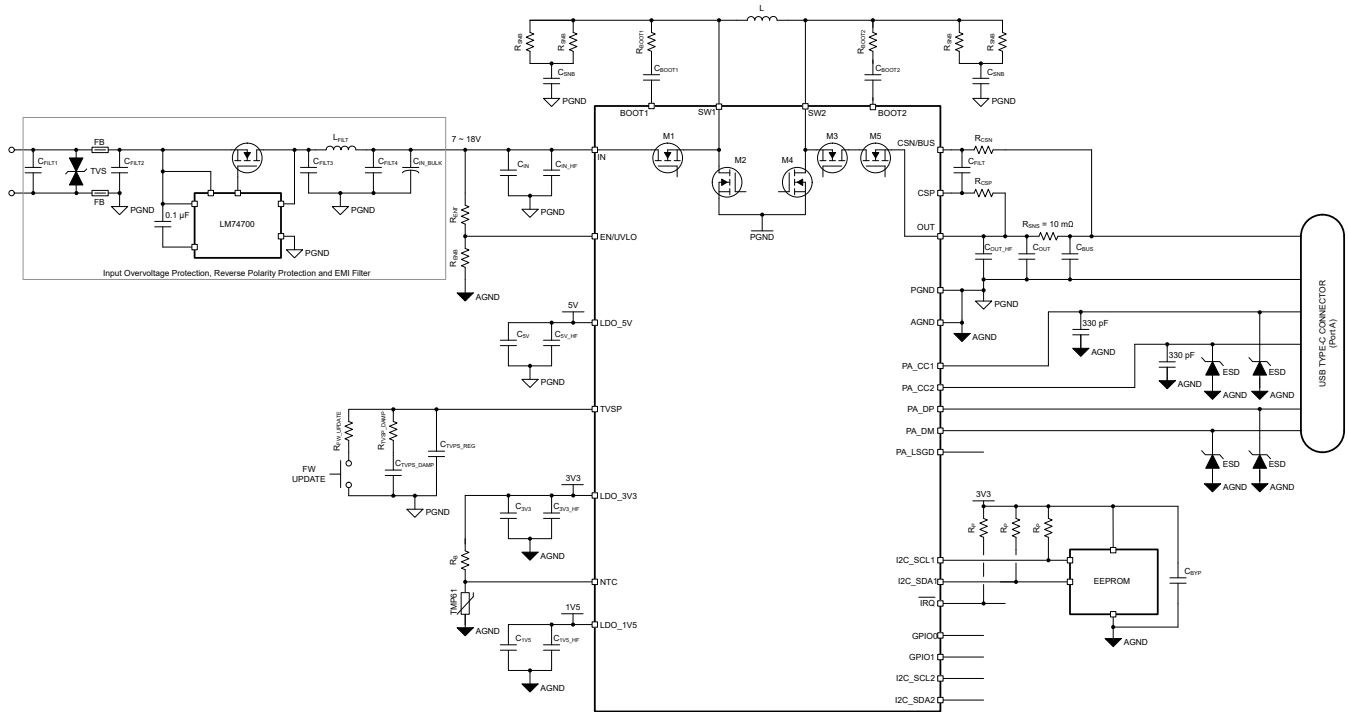 L
RSNB
RSNB
RBOOT1
RBOOT2
RSNB
RSNB
CSNB
CBOOT1
CBOOT2
CSNB
PGND
PGND
BOOT1
SW1
SW2
BOOT2
FB
LFILT
7 ~ 18V
M1
M3
M5
CSN/BUS
RCSN
CFILT1
TVS
CFILT2
CFILT3
CFILT4
CIN_BULK
CIN
CIN_HF
IN
M2
M4
CFILT
CSP
RCSP
FB
PGND
0.1 µF
LM74700
PGND
RENT
EN/UVLO
PGND
OUT
RSNS = 10 mΩ
COUT_HF
COUT
CBUS
RENB
Input Overvoltage Protection, Reverse Polarity Protection and EMI Filter
AGND
PGND
PGND
5V
LDO_5V
C5V
C5V_HF
PGND
AGND
AGND
330 pF
AGND
330 pF
AGND
PA_CC1
PA_CC2
ESD
ESD
AGND
AGND
USB TYPE-C CONNECTOR
(Port A)
TVSP
RFW_UPDATE
RTVSP_DAMP
CTVPS_REG
CTVPS_DAMP
FW
UPDATE
PGND
PA_DP
PA_DM
PA_LSGD
ESD
ESD
AGND
AGND
3V3
LDO_3V3
C3V3
C3V3_HF
AGND
RB
NTC
TMP61
AGND
3V3
RP
RP
RP
I2C_SCL1
I2C_SDA1
IRQ
EEPROM
CBYP
AGND
1V5
LDO_1V5
C1V5
C1V5_HF
AGND
GPIO0
GPIO1
I2C_SCL2
I2C_SDA2